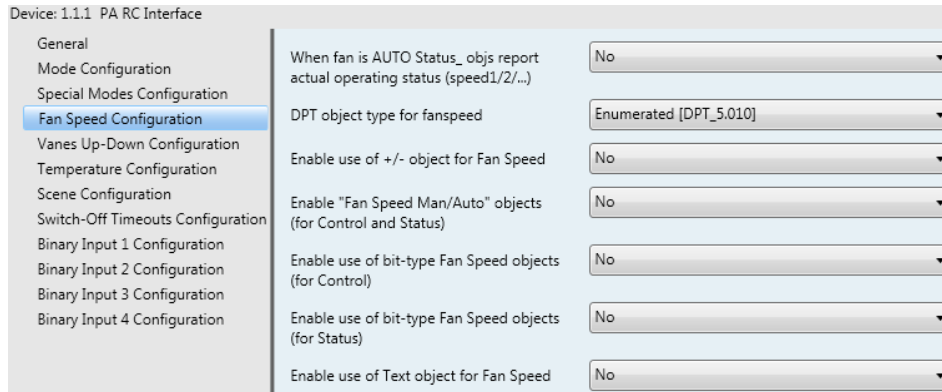 Device: 1.1.1 PA RC Interface
General
Mode Configuration
Special Modes Configuration
Fan Speed Configuration
Vanes Up-Down Configuration
Temperature Configuration
Scene Configuration
Switch-Off Timeouts Configuration
Binary Input 1 Configuration
Binary Input 2 Configuration
Binary Input 3 Configuration
Binary Input 4 Configuration
When fan is AUTO Status_ objs report
actual operating status (speed1/2/...)
No
DPT object type for fanspeed
Enumerated [DPT_5.010]
Enable use of +/- object for Fan Speed
No
Enable "Fan Speed Man/Auto" objects
(for Control and Status)
No
Enable use of bit-type Fan Speed objects
(for Control)
No
Enable use of bit-type Fan Speed objects
(for Status)
No
Enable use of Text object for Fan Speed
No